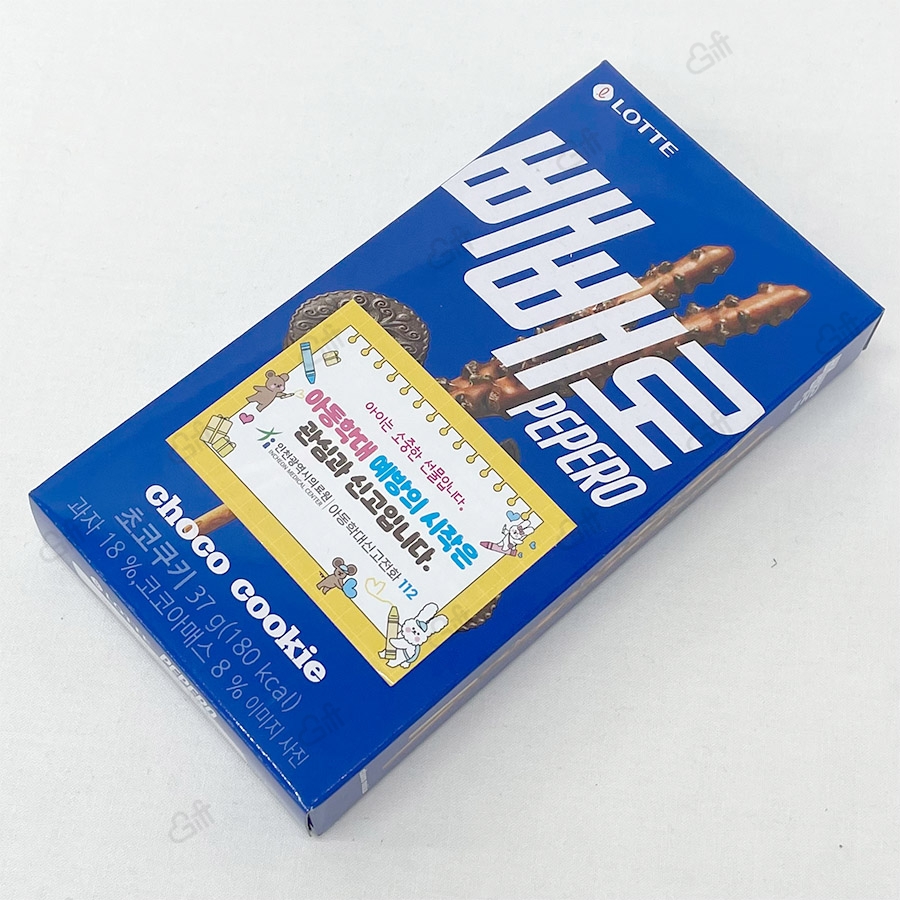 LOTTE
빼빼로
PEPERO
아이는 소중한 선물입니다.
아동학대 예방의 시작은
관심과 신고입니다.
인천광역시의료원 | 아동학대신고전화 112
INCHEON MEDICAL CENTER
choco cookie
초코쿠키 37 g(180 kcal)
과자 18 %, 코코아매스 8 % 이미지 사진
PEPERO
Gift